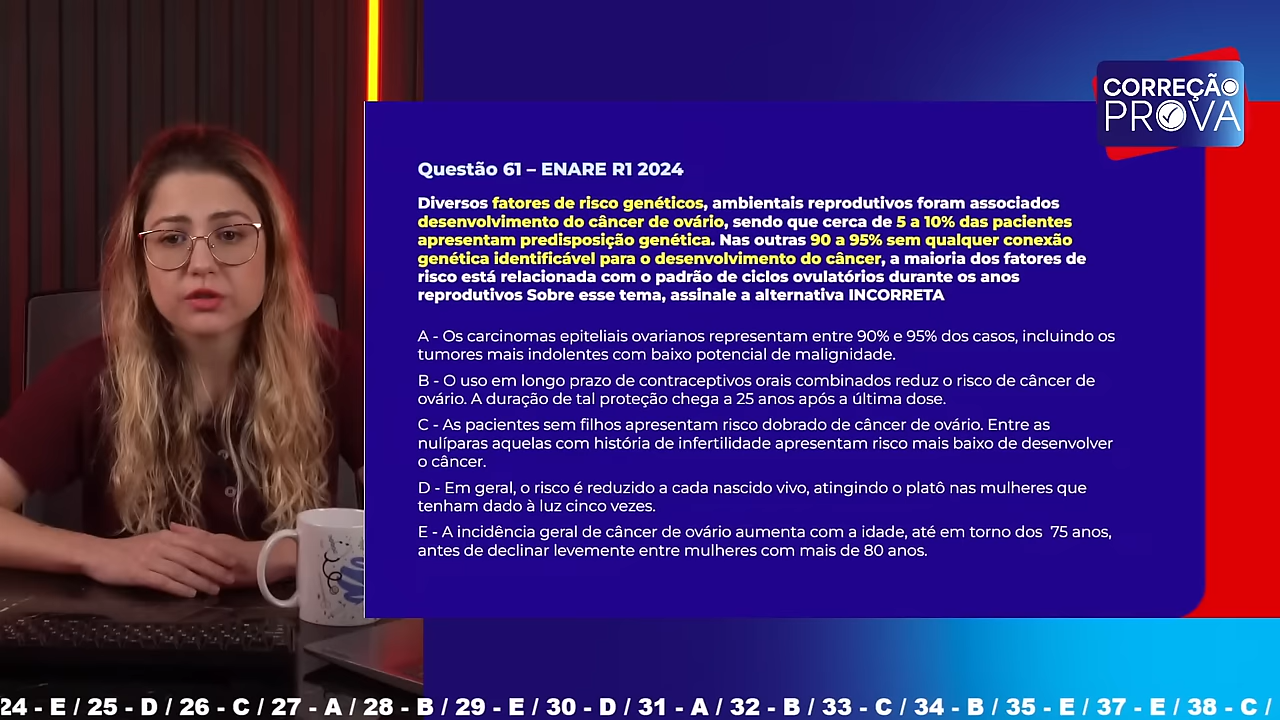 CORREÇÃO
PROVA
Questão 61 – ENARE R1 2024
Diversos fatores de risco genéticos, ambientais reprodutivos foram associados
desenvolvimento do câncer de ovário, sendo que cerca de 5 a 10% das pacientes
apresentam predisposição genética. Nas outras 90 a 95% sem qualquer conexão
genética identificável para o desenvolvimento do câncer, a maioria dos fatores de
risco está relacionada com o padrão de ciclos ovulatórios durante os anos
reprodutivos Sobre esse tema, assinale a alternativa INCORRETA
A - Os carcinomas epiteliais ovarianos representam entre 90% e 95% dos casos, incluindo os
tumores mais indolentes com baixo potencial de malignidade.
B - O uso em longo prazo de contraceptivos orais combinados reduz o risco de câncer de
ovário. A duração de tal proteção chega a 25 anos após a última dose.
C - As pacientes sem filhos apresentam risco dobrado de câncer de ovário. Entre as
nulíparas aquelas com história de infertilidade apresentam risco mais baixo de desenvolver
o câncer.
D - Em geral, o risco é reduzido a cada nascido vivo, atingindo o platô nas mulheres que
tenham dado à luz cinco vezes.
E - A incidência geral de câncer de ovário aumenta com a idade, até em torno dos 75 anos,
antes de declinar levemente entre mulheres com mais de 80 anos.
24 - E / 25 - D / 26 - C / 27 - A / 28 - B / 29 - E / 30 - D / 31 - A / 32 - B / 33 - C / 34 - B / 35 - E / 37 - E / 38 - C /